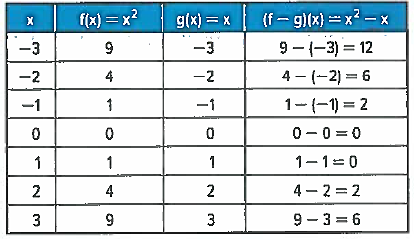 x f(x) = x² g(x) = x (f − g)(x) = x² − x
−3 9 −3 9 − (−3) = 12
−2 4 −2 4 − (−2) = 6
−1 1 −1 1 − (−1) = 2
0 0 0 0 − 0 = 0
1 1 1 1 − 1 = 0
2 4 2 4 − 2 = 2
3 9 3 9 − 3 = 6